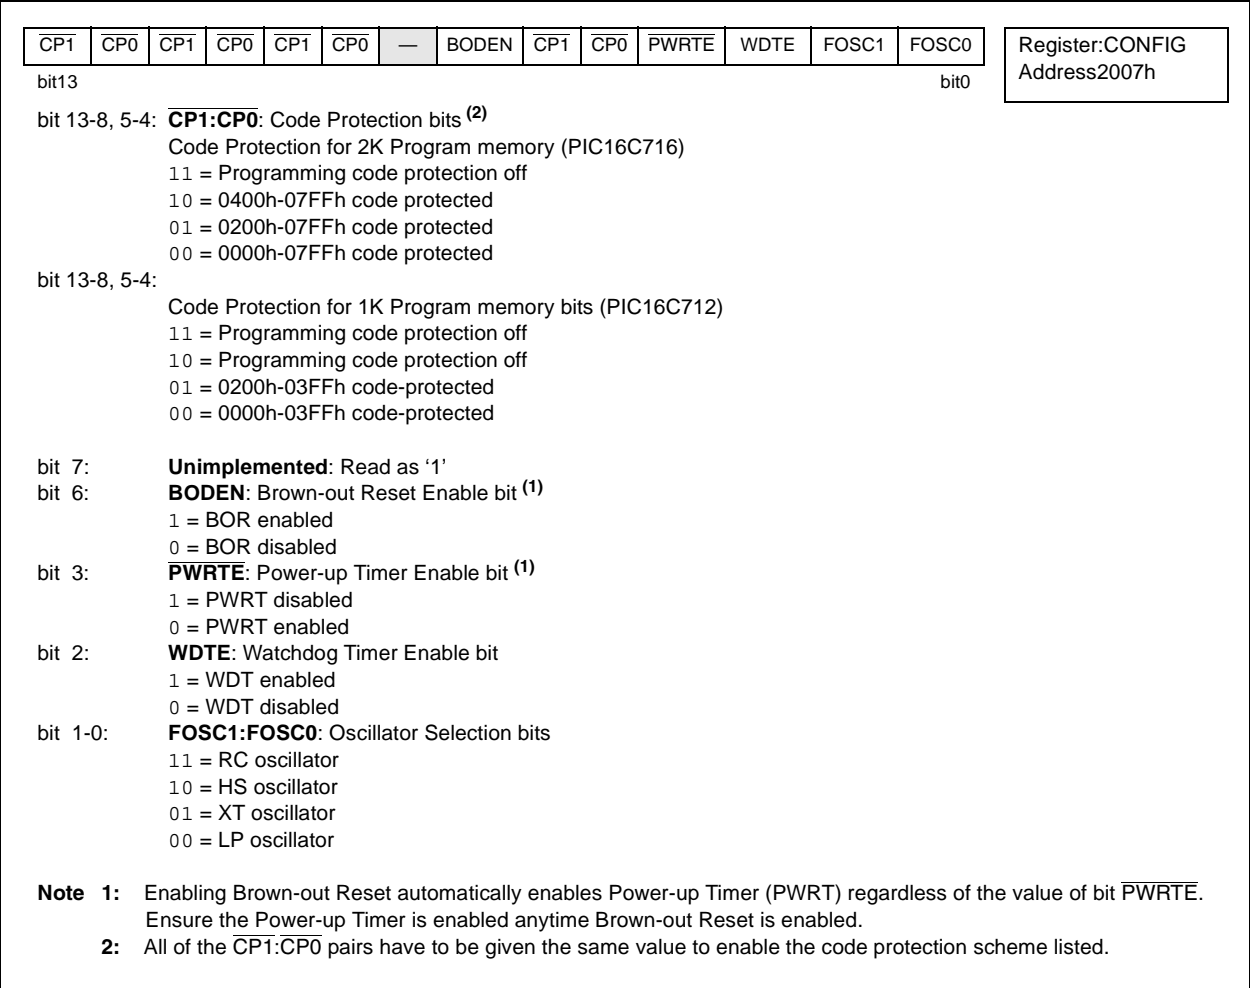 CP1 CP0 CP1 CP0 CP1 CP0 — BODEN CP1 CP0 PWRTE WDTE FOSC1 FOSC0
Register:CONFIG
Address2007h
bit13 bit0
bit 13-8, 5-4: CP1:CP0: Code Protection bits (2)
Code Protection for 2K Program memory (PIC16C716)
11 = Programming code protection off
10 = 0400h-07FFh code protected
01 = 0200h-07FFh code protected
00 = 0000h-07FFh code protected
bit 13-8, 5-4:
Code Protection for 1K Program memory bits (PIC16C712)
11 = Programming code protection off
10 = Programming code protection off
01 = 0200h-03FFh code-protected
00 = 0000h-03FFh code-protected
bit 7: Unimplemented: Read as ‘1’
bit 6: BODEN: Brown-out Reset Enable bit (1)
1 = BOR enabled
0 = BOR disabled
bit 3: PWRTE: Power-up Timer Enable bit (1)
1 = PWRT disabled
0 = PWRT enabled
bit 2: WDTE: Watchdog Timer Enable bit
1 = WDT enabled
0 = WDT disabled
bit 1-0: FOSC1:FOSC0: Oscillator Selection bits
11 = RC oscillator
10 = HS oscillator
01 = XT oscillator
00 = LP oscillator
Note 1: Enabling Brown-out Reset automatically enables Power-up Timer (PWRT) regardless of the value of bit PWRTE.
Ensure the Power-up Timer is enabled anytime Brown-out Reset is enabled.
2: All of the CP1:CP0 pairs have to be given the same value to enable the code protection scheme listed.